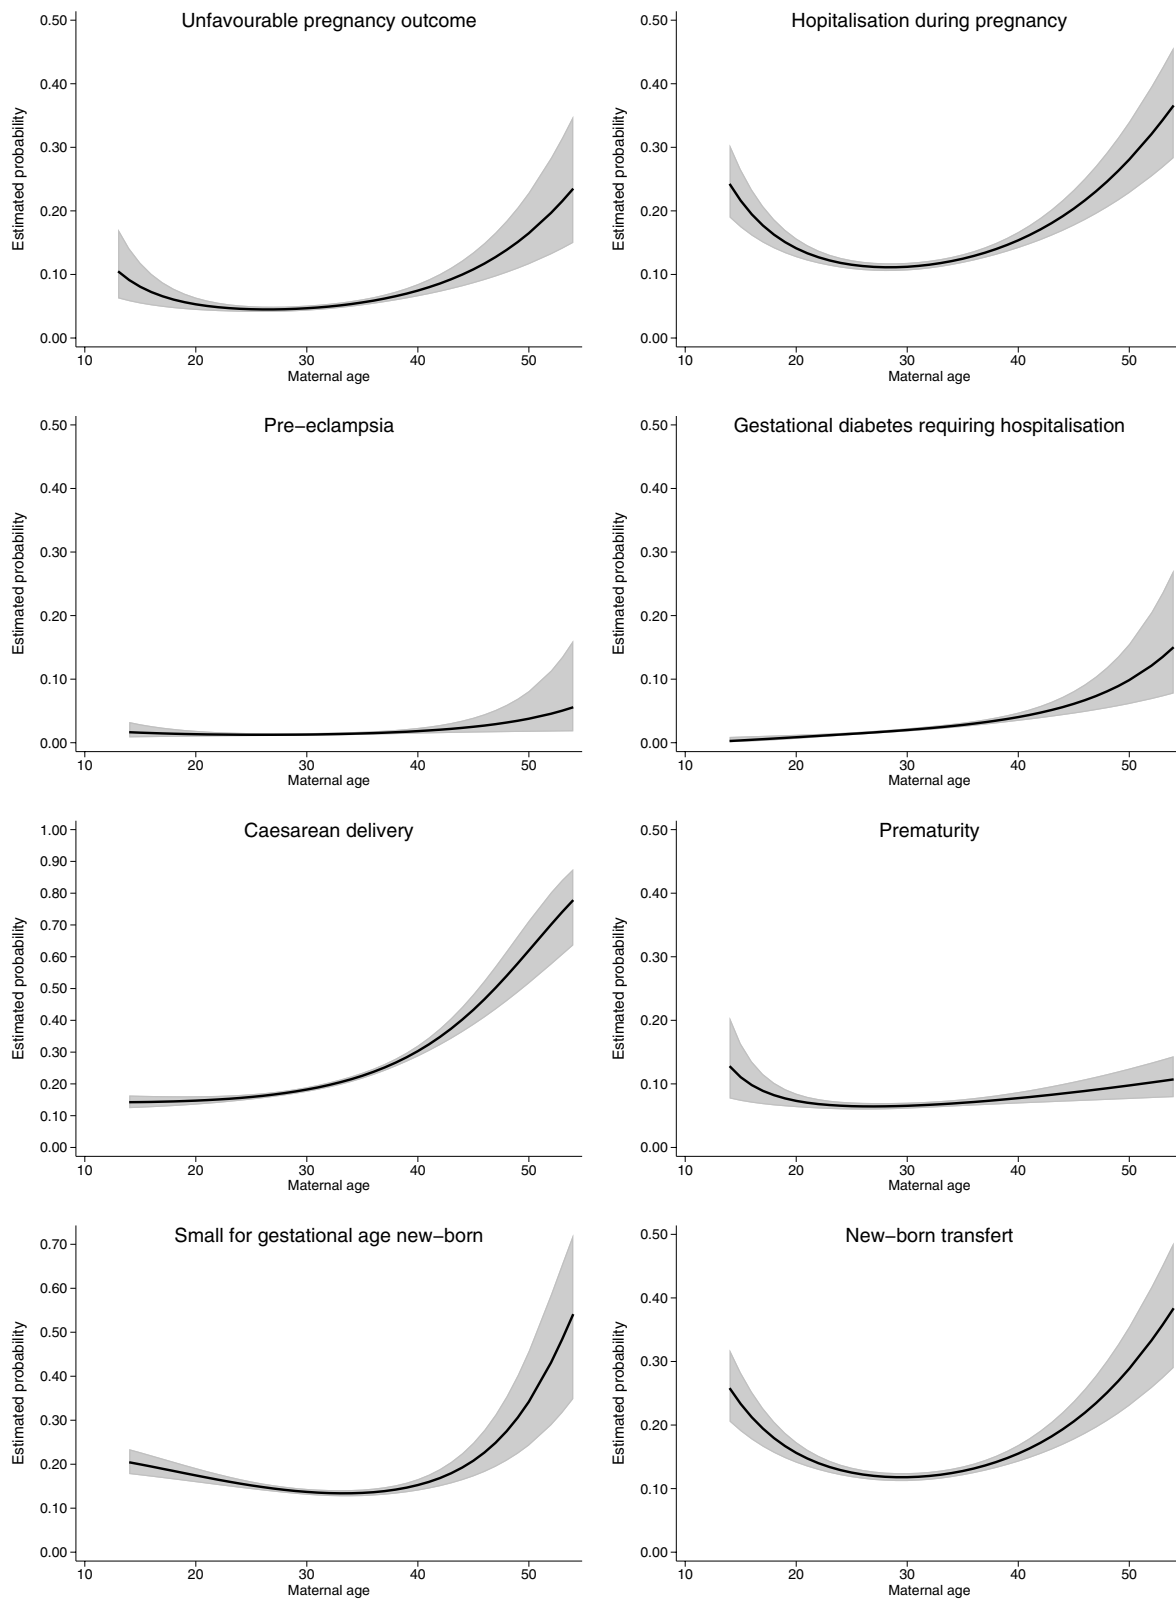 Unfavourable pregnancy outcome
Estimated probability
0.50
0.40
0.30
0.20
0.10
0.00
10 20 30 40 50
Maternal age
Hopitalisation during pregnancy
Estimated probability
0.50
0.40
0.30
0.20
0.10
0.00
10 20 30 40 50
Maternal age
Pre−eclampsia
Estimated probability
0.50
0.40
0.30
0.20
0.10
0.00
10 20 30 40 50
Maternal age
Gestational diabetes requiring hospitalisation
Estimated probability
0.50
0.40
0.30
0.20
0.10
0.00
10 20 30 40 50
Maternal age
Caesarean delivery
Estimated probability
1.00
0.90
0.80
0.70
0.60
0.50
0.40
0.30
0.20
0.10
0.00
10 20 30 40 50
Maternal age
Prematurity
Estimated probability
0.50
0.40
0.30
0.20
0.10
0.00
10 20 30 40 50
Maternal age
Small for gestational age new−born
Estimated probability
0.70
0.60
0.50
0.40
0.30
0.20
0.10
0.00
10 20 30 40 50
Maternal age
New−born transfert
Estimated probability
0.50
0.40
0.30
0.20
0.10
0.00
10 20 30 40 50
Maternal age